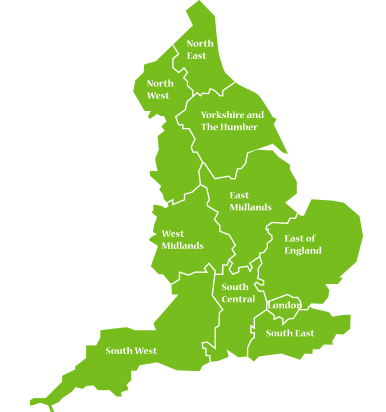 North
East
North
West
Yorkshire and
The Humber
East
Midlands
West
Midlands
East of
England
South
Central
London
South East
South West